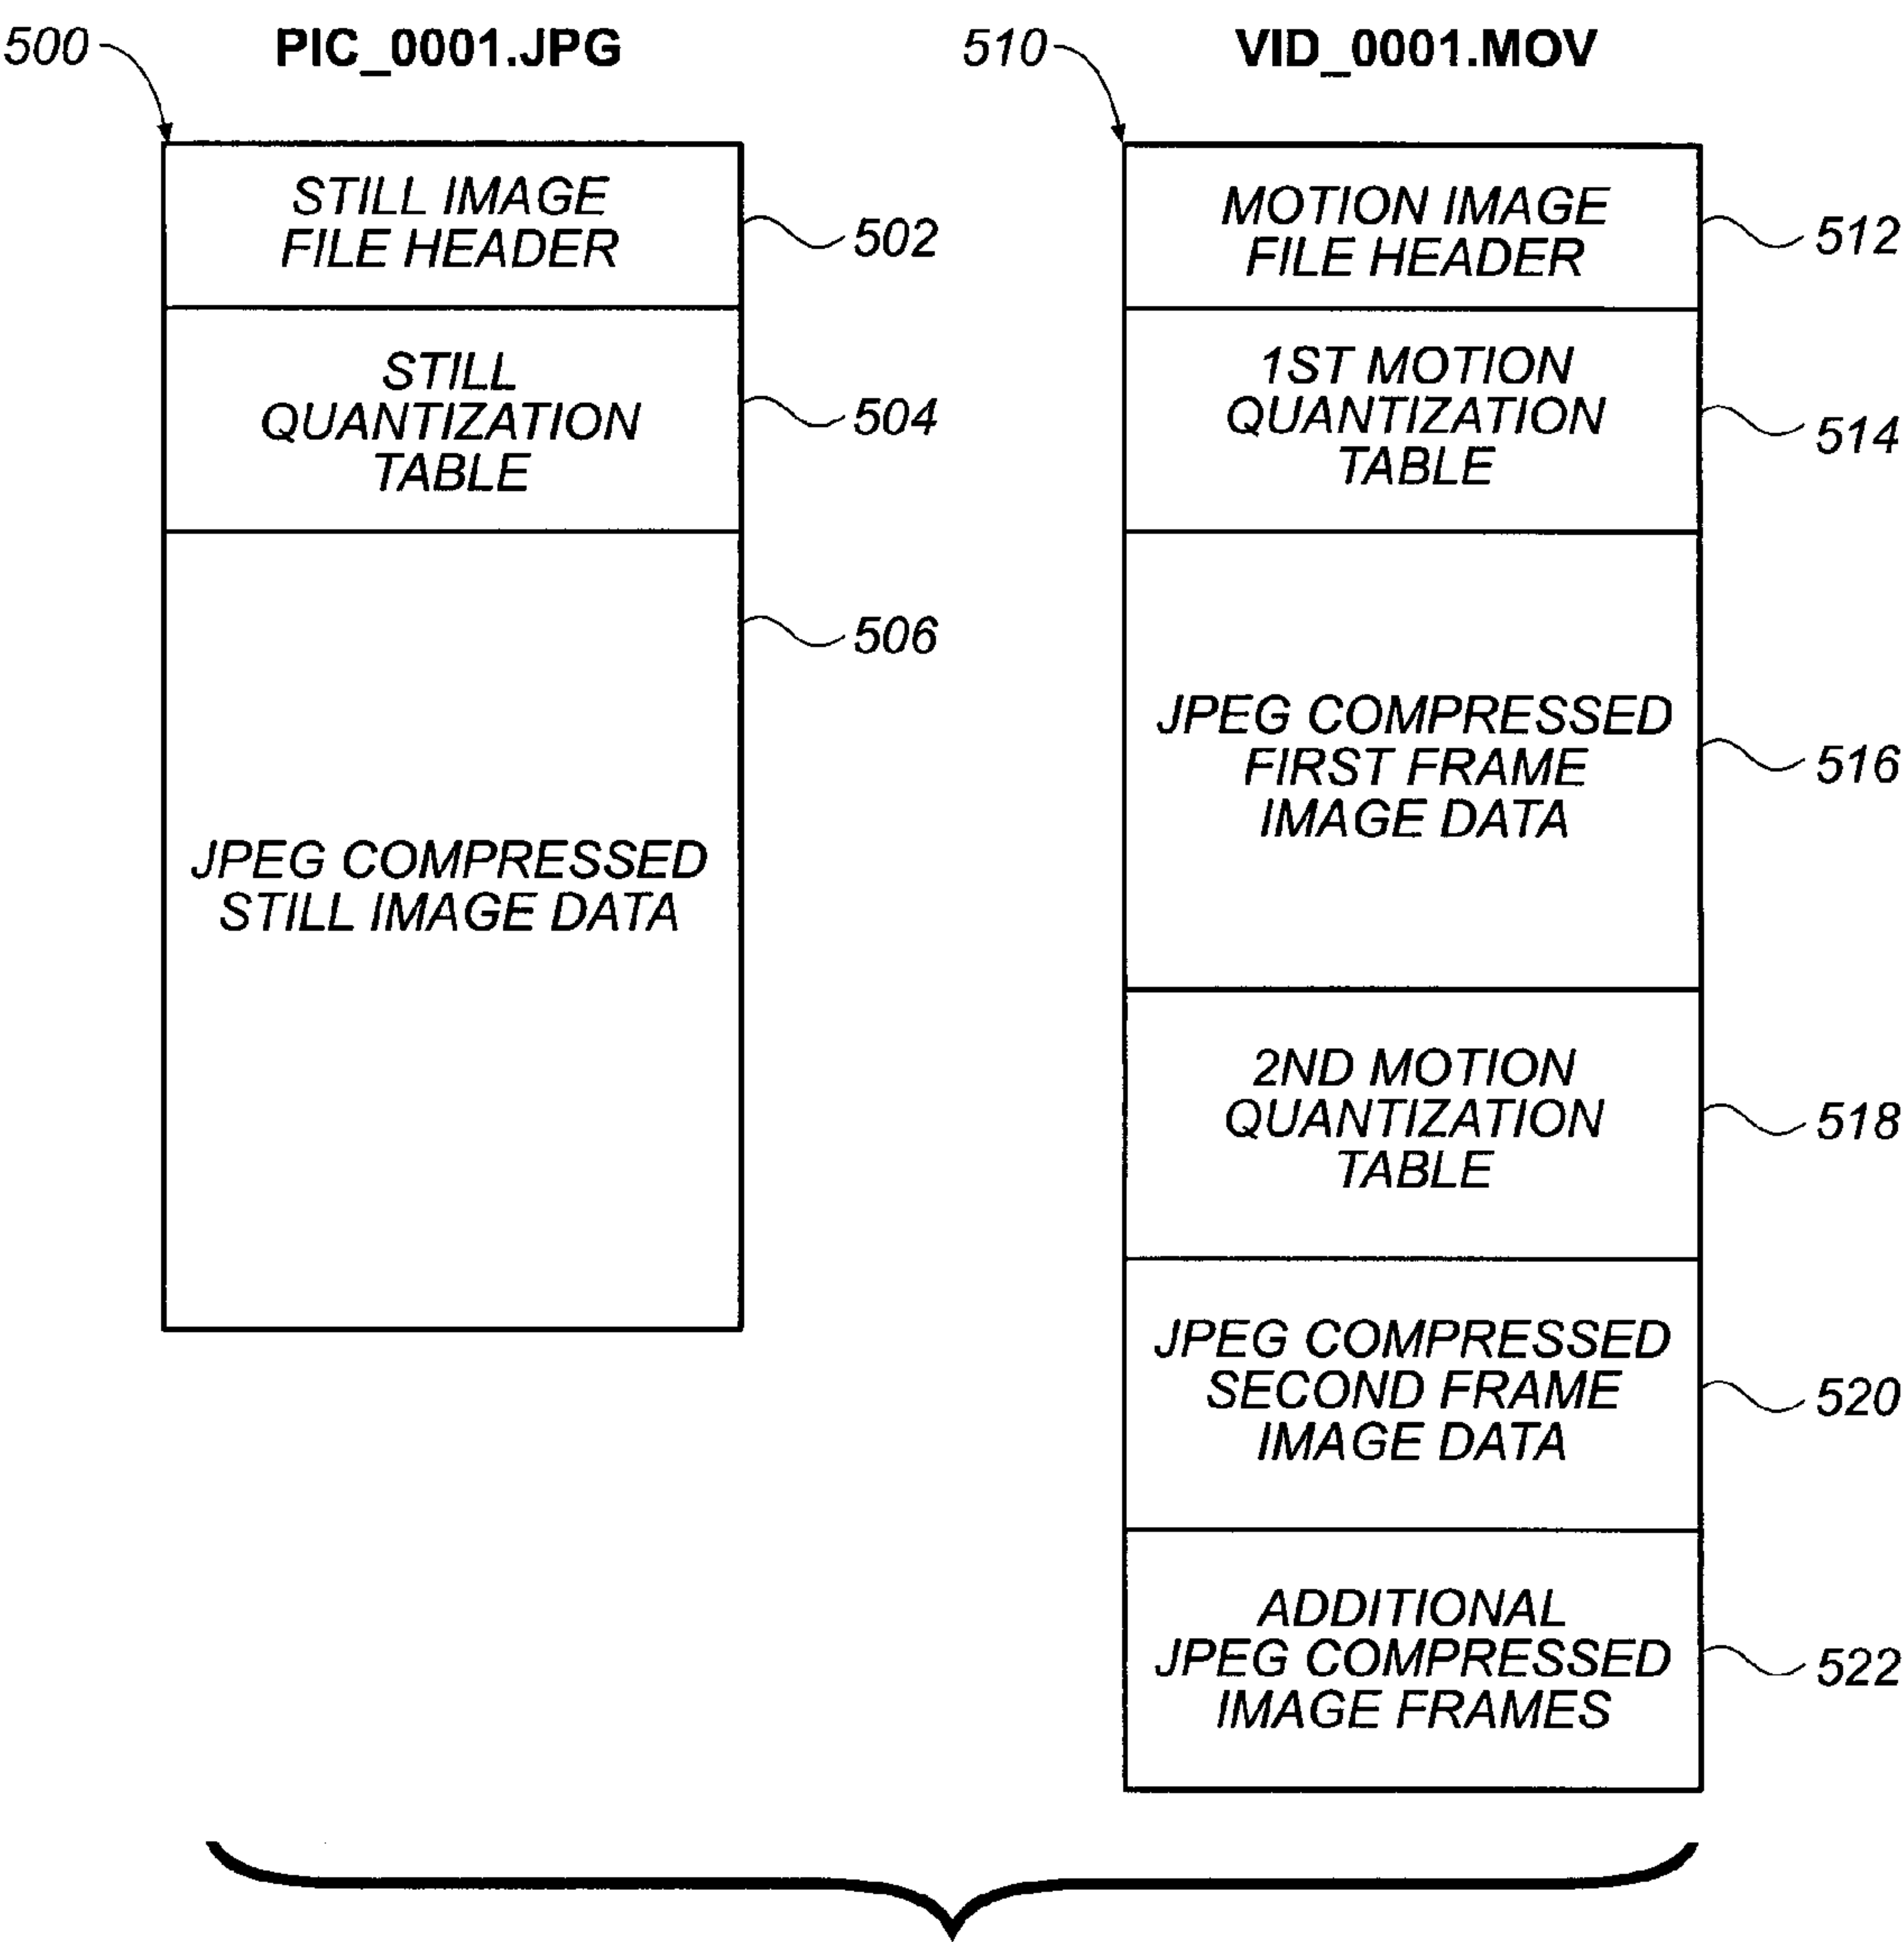 500
PIC_0001.JPG
STILL IMAGE
FILE HEADER
502
STILL
QUANTIZATION
TABLE
504
506
JPEG COMPRESSED
STILL IMAGE DATA
510
VID_0001.MOV
MOTION IMAGE
FILE HEADER
512
1ST MOTION
QUANTIZATION
TABLE
514
JPEG COMPRESSED
FIRST FRAME
IMAGE DATA
516
2ND MOTION
QUANTIZATION
TABLE
518
JPEG COMPRESSED
SECOND FRAME
IMAGE DATA
520
ADDITIONAL
JPEG COMPRESSED
IMAGE FRAMES
522